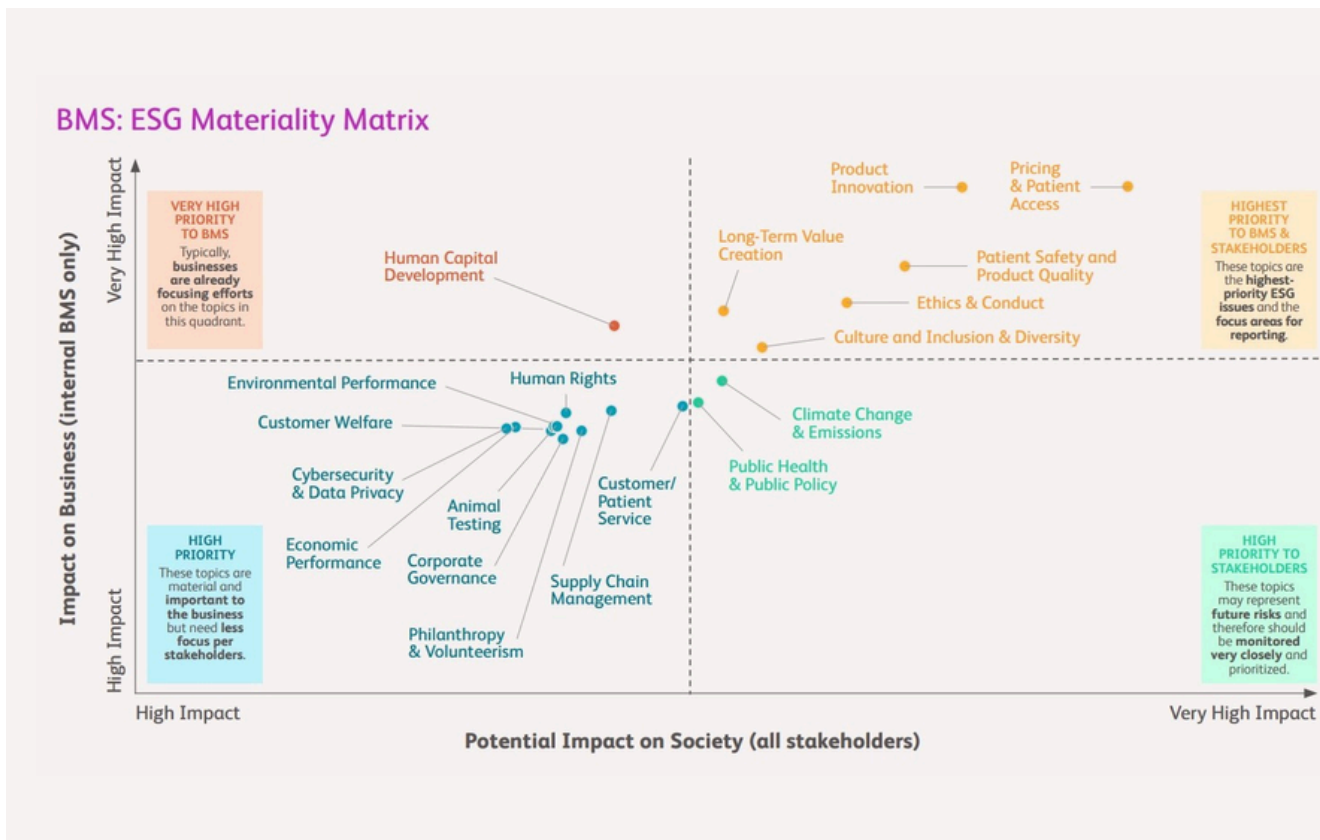 BMS: ESG Materiality Matrix
Very High Impact
Impact on Business (internal BMS only)
High Impact
VERY HIGH
PRIORITY
TO BMS
Typically,
businesses
are already
focusing efforts
on the topics in
this quadrant.
Human Capital
Development
Product
Innovation
Pricing
& Patient
Access
Long-Term Value
Creation
Patient Safety and
Product Quality
Ethics & Conduct
Culture and Inclusion & Diversity
HIGHEST
PRIORITY
TO BMS &
STAKEHOLDERS
These topics are
the highest-
priority ESG
issues and the
focus areas for
reporting.
Environmental Performance
Human Rights
Customer Welfare
Cybersecurity
& Data Privacy
Animal
Testing
Economic
Performance
Corporate
Governance
Philanthropy
& Volunteerism
Supply Chain
Management
Customer/
Patient
Service
Climate Change
& Emissions
Public Health
& Public Policy
HIGH
PRIORITY
These topics are
material and
important to
the business
but need less
focus per
stakeholders.
HIGH
PRIORITY TO
STAKEHOLDERS
These topics
may represent
future risks and
therefore should
be monitored
very closely and
prioritized.
High Impact
Very High Impact
Potential Impact on Society (all stakeholders)